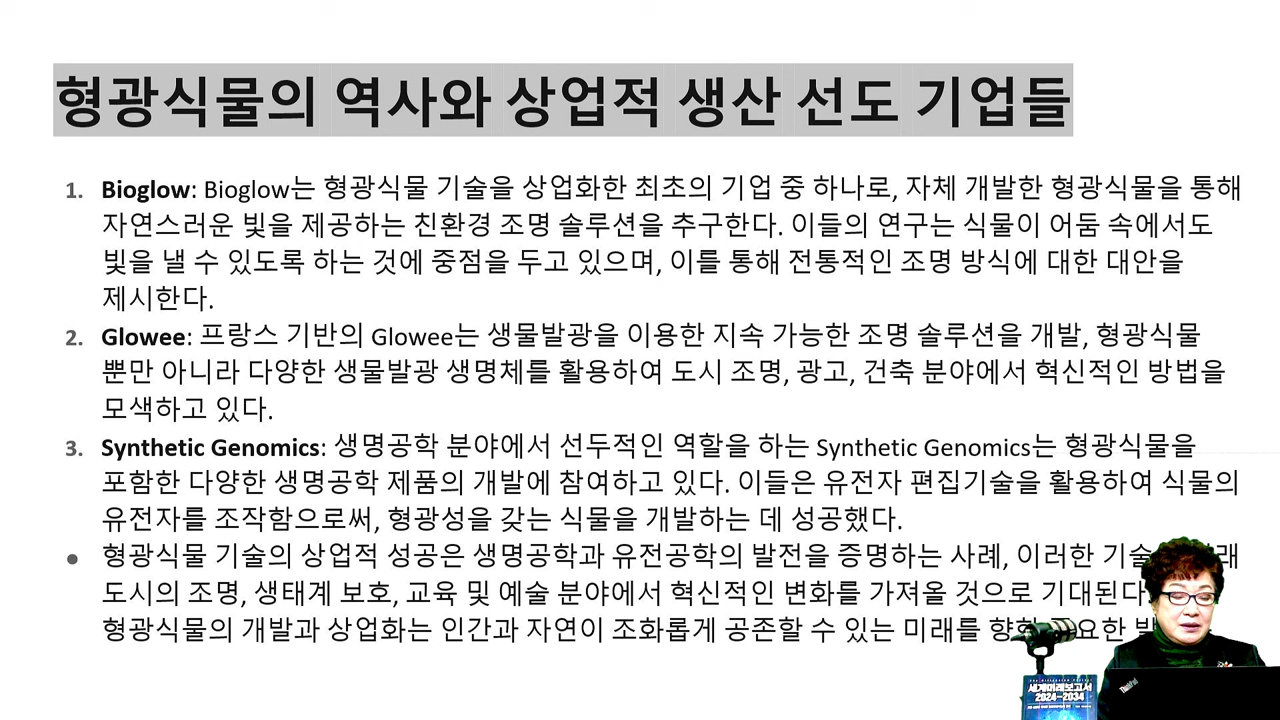 형광식물의 역사와 상업적 생산 선도 기업들
1. Bioglow: Bioglow는 형광식물 기술을 상업화한 최초의 기업 중 하나로, 자체 개발한 형광식물을 통해
자연스러운 빛을 제공하는 친환경 조명 솔루션을 추구한다. 이들의 연구는 식물이 어둠 속에서도
빛을 낼 수 있도록 하는 것에 중점을 두고 있으며, 이를 통해 전통적인 조명 방식에 대한 대안을
제시한다.
2. Glowee: 프랑스 기반의 Glowee는 생물발광을 이용한 지속 가능한 조명 솔루션을 개발, 형광식물
뿐만 아니라 다양한 생물발광 생명체를 활용하여 도시 조명, 광고, 건축 분야에서 혁신적인 방법을
모색하고 있다.
3. Synthetic Genomics: 생명공학 분야에서 선두적인 역할을 하는 Synthetic Genomics는 형광식물을
포함한 다양한 생명공학 제품의 개발에 참여하고 있다. 이들은 유전자 편집기술을 활용하여 식물의
유전자를 조작함으로써, 형광성을 갖는 식물을 개발하는 데 성공했다.
• 형광식물 기술의 상업적 성공은 생명공학과 유전공학의 발전을 증명하는 사례, 이러한
도시의 조명, 생태계 보호, 교육 및 예술 분야에서 혁신적인 변화를 가져올 것으로 기대된다.
형광식물의 개발과 상업화는 인간과 자연이 조화롭게 공존할 수 있는 미래를
세계미래보고서
2024-2034
ThinkPad